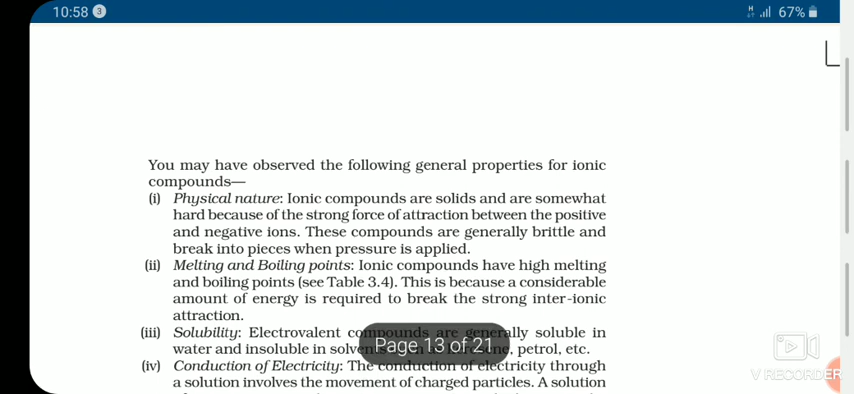 10:58 3 67%
You may have observed the following general properties for ionic
compounds—
(i) Physical nature: Ionic compounds are solids and are somewhat
hard because of the strong force of attraction between the positive
and negative ions. These compounds are generally brittle and
break into pieces when pressure is applied.
(ii) Melting and Boiling points: Ionic compounds have high melting
and boiling points (see Table 3.4). This is because a considerable
amount of energy is required to break the strong inter-ionic
attraction.
(iii) Solubility: Electrovalent compounds are generally soluble in
water and insoluble in solvents petrol, etc.
Page 13 of 21
(iv) Conduction of Electricity: The conduction of electricity through
a solution involves the movement of charged particles. A solution
V RECORDER